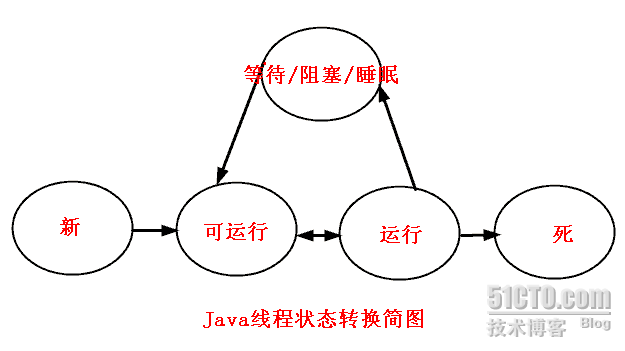 等待/阻塞/睡眠
新
可运行
运行
死
Java线程状态转换简图
51CTO.com
技术博客 Blog